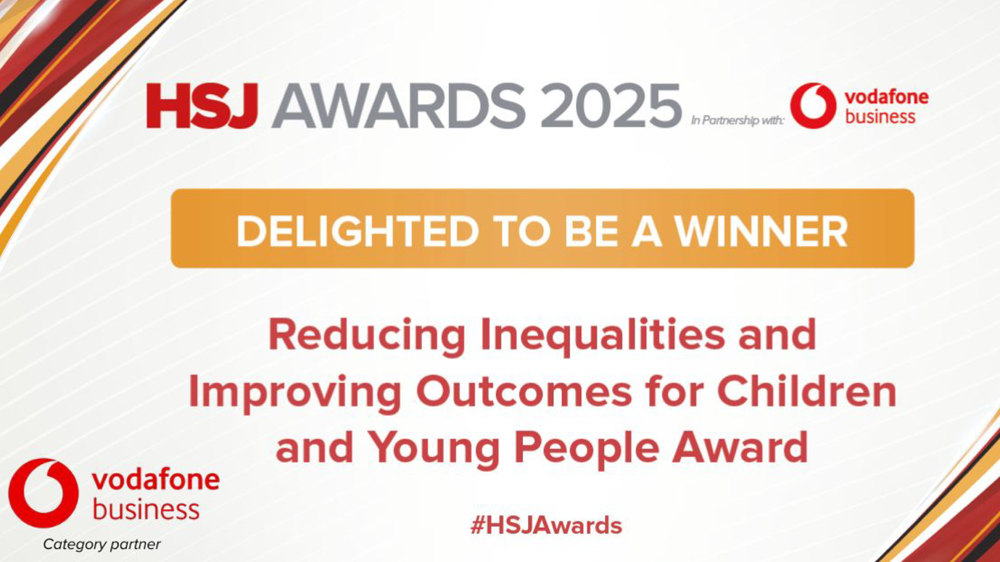 HSJ AWARDS 2025 In Partnership with: vodafone
business
DELIGHTED TO BE A WINNER
Reducing Inequalities and
Improving Outcomes for Children
and Young People Award
vodafone
business
Category partner
#HSJAwards